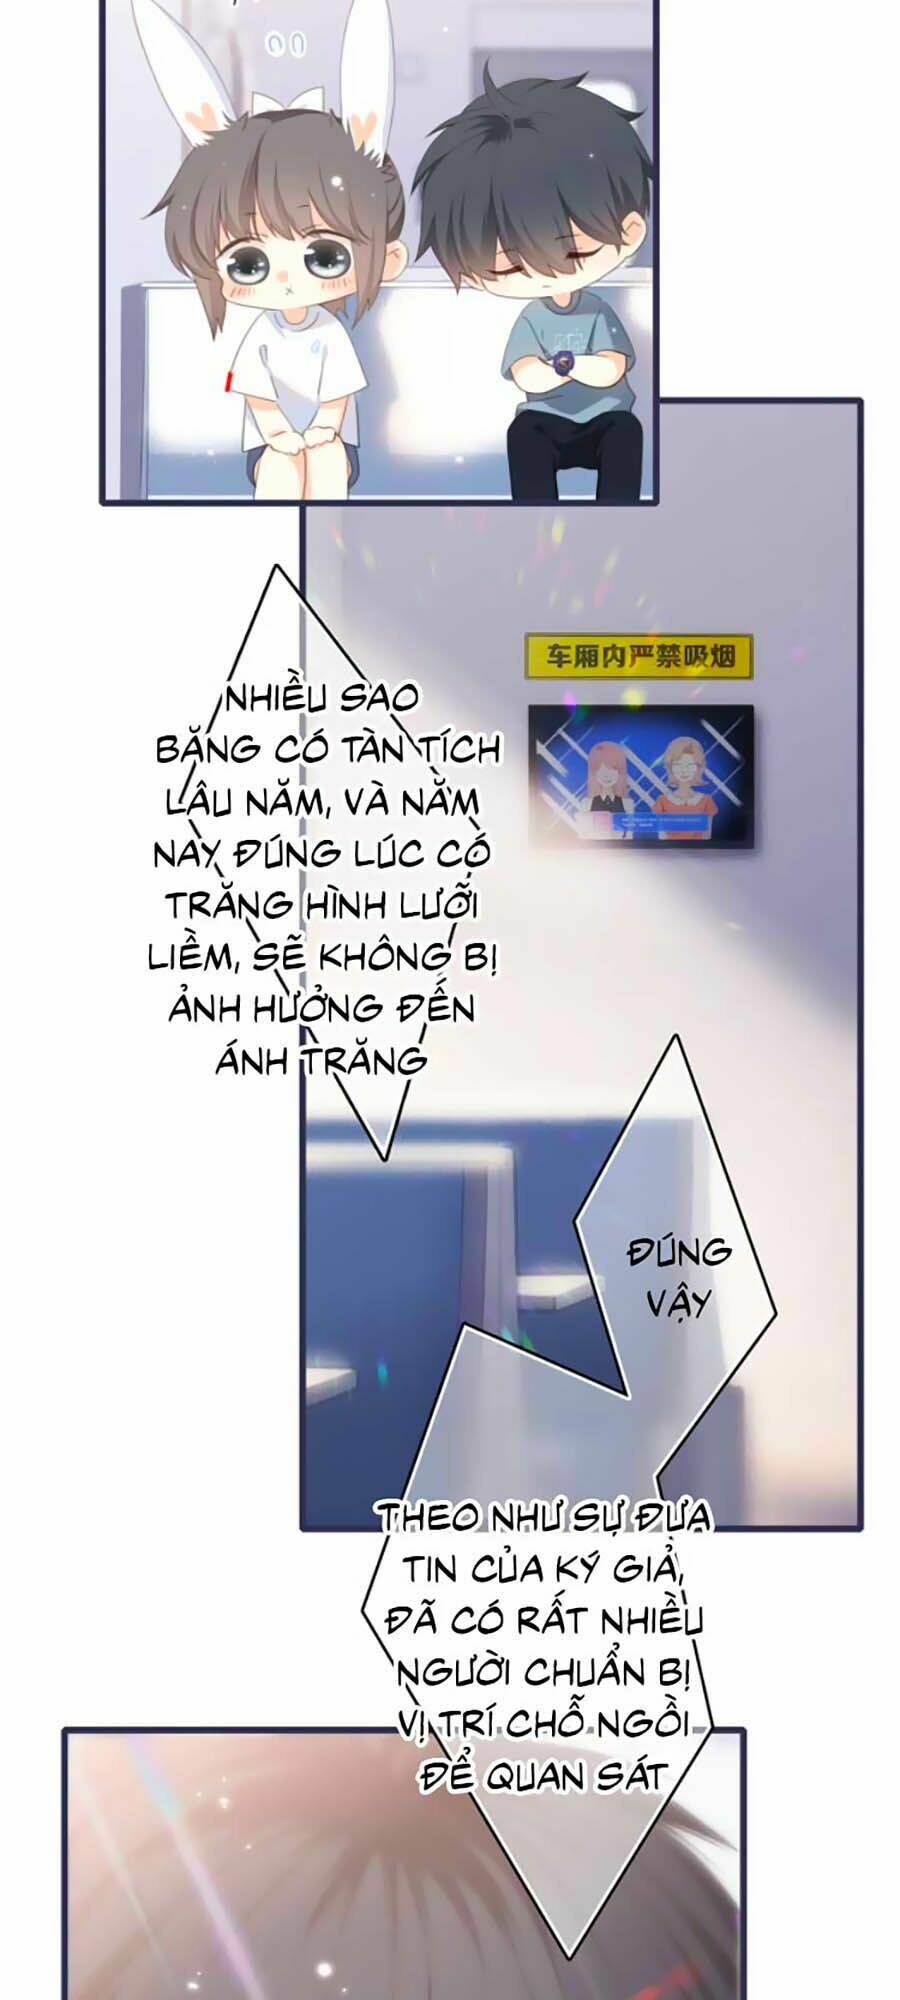 车厢内严禁吸烟
NHIỀU SAO
BĂNG CÓ TÀN TÍCH
LÂU NĂM, VÀ NĂM
NAY, ĐÚNG LÚC CÓ
TRĂNG HÌNH LƯỠI
LIỀM, SẼ KHÔNG BỊ
ẢNH HƯỞNG ĐẾN
ÁNH TRĂNG
ĐÚNG
VẬY
THEO NHƯ SỰ ĐƯA
TIN CỦA KÝ GIẢ,
ĐÃ CÓ RẤT NHIỀU
NGƯỜI CHUẨN BỊ
VỊ TRÍ CHỖ NGỒI
ĐỂ QUAN SÁT